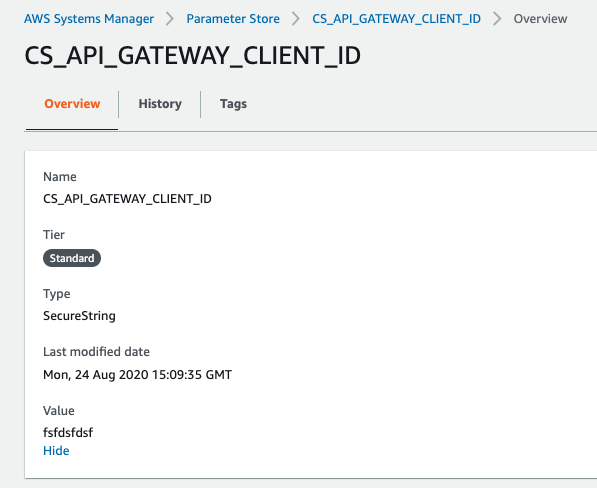 AWS Systems Manager > Parameter Store > CS_API_GATEWAY_CLIENT_ID > Overview
CS_API_GATEWAY_CLIENT_ID
Overview History Tags
Name
CS_API_GATEWAY_CLIENT_ID
Tier
Standard
Type
SecureString
Last modified date
Mon, 24 Aug 2020 15:09:35 GMT
Value
fsfdsfdsf
Hide